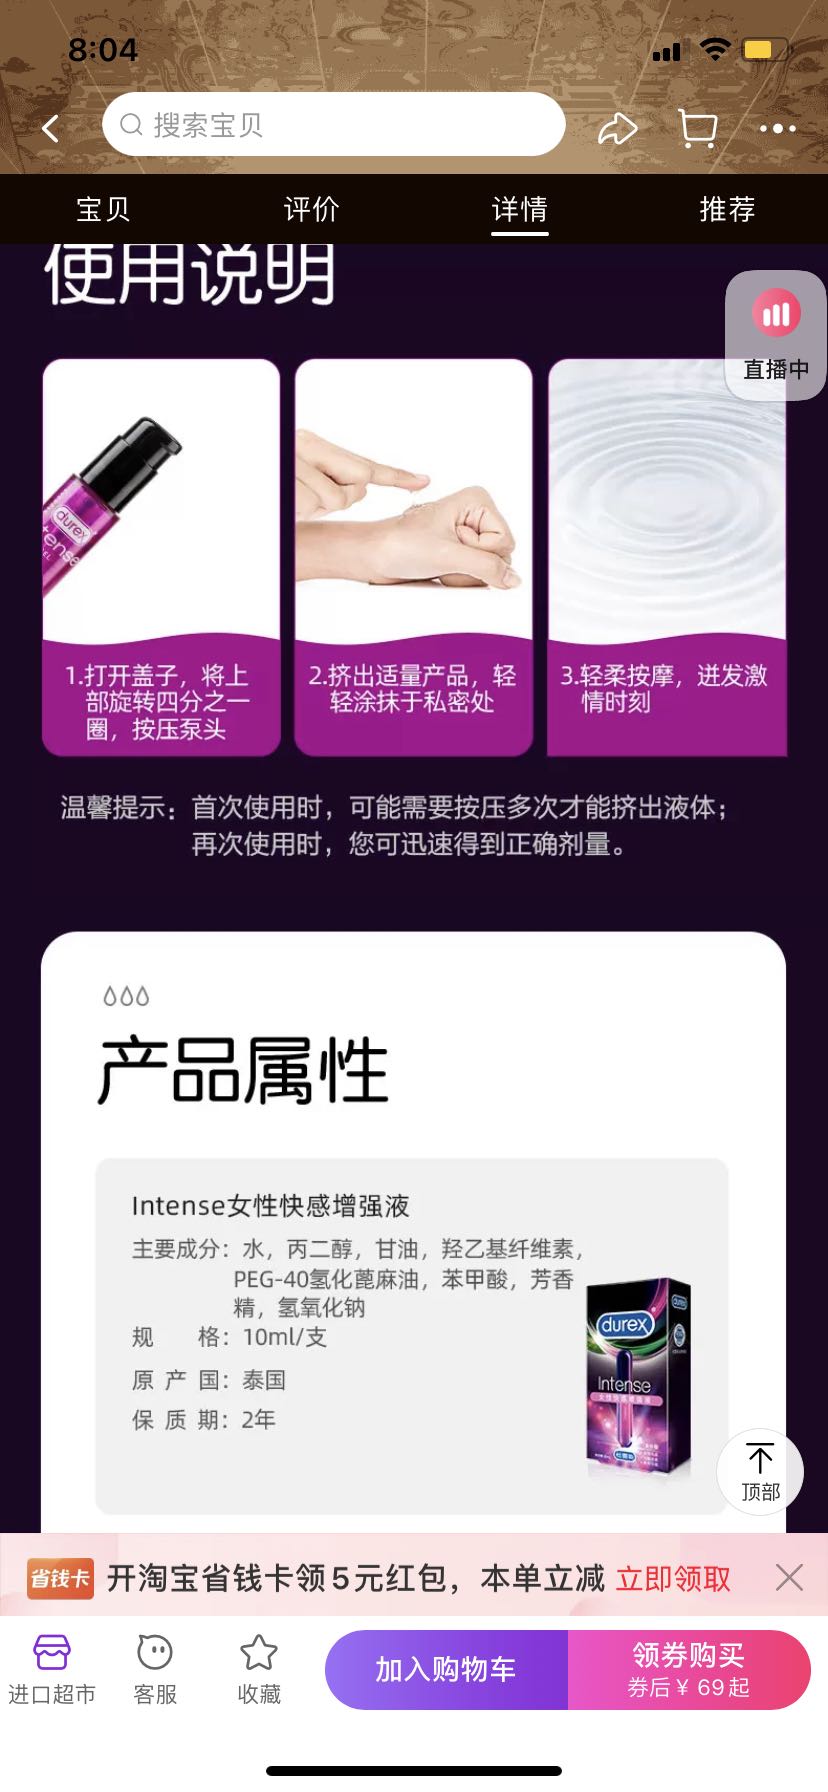 8:04
搜索宝贝
宝贝 评价 详情 推荐
使用说明
直播中
durex
ntense
1.打开盖子，将上
部旋转四分之一
圈，按压泵头
2.挤出适量产品，轻
轻涂抹于私密处
3.轻柔按摩，迸发激
情时刻
温馨提示：首次使用时，可能需要按压多次才能挤出液体；
再次使用时，您可迅速得到正确剂量。
产品属性
Intense女性快感增强液
主要成分：水，丙二醇，甘油，羟乙基纤维素，
PEG-40氢化蓖麻油，苯甲酸，芳香
精，氢氧化钠
规 格：10ml/支
原产国：泰国
保质期：2年
durex
durex
Intense
女性快感增强液
顶部
省钱卡 开淘宝省钱卡领5元红包，本单立减 立即领取
进口超市 客服 收藏
加入购物车
领券购买
券后¥ 69起